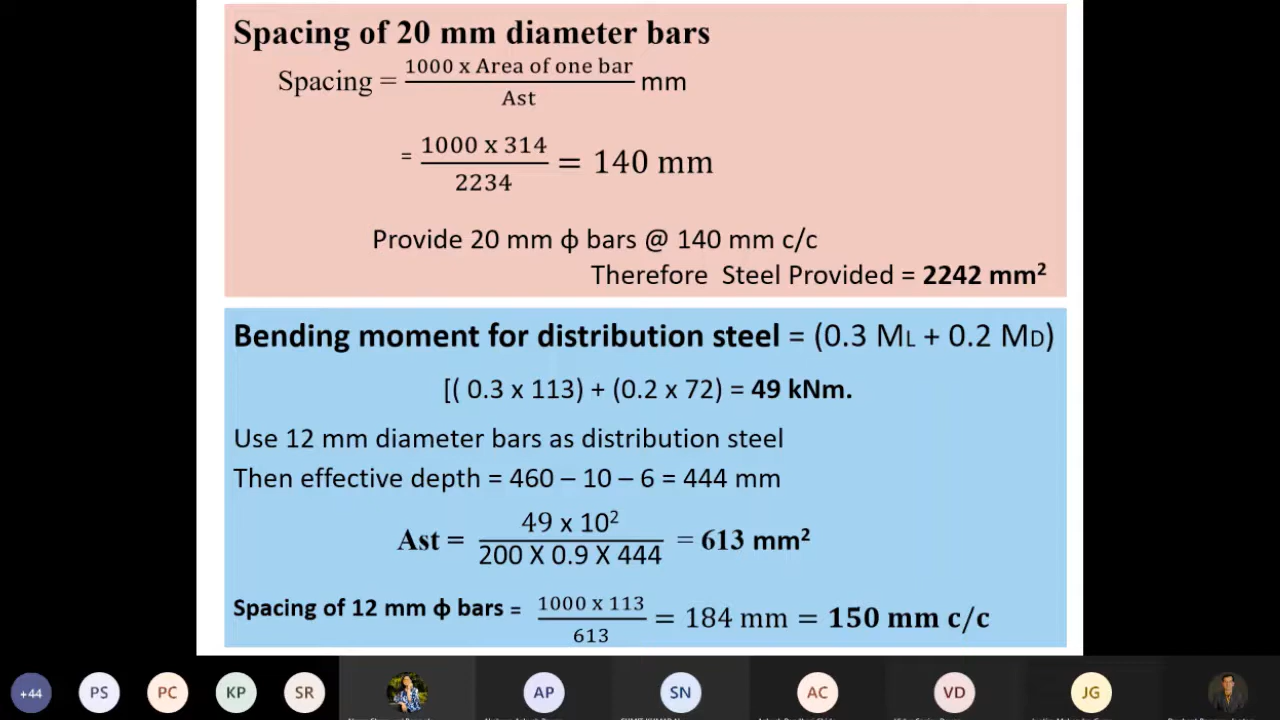 Spacing of 20 mm diameter bars
Spacing = 1000 x Area of one bar / Ast mm
= 1000 x 314 / 2234 = 140 mm
Provide 20 mm ф bars @ 140 mm c/c
Therefore Steel Provided = 2242 mm²
Bending moment for distribution steel = (0.3 ML + 0.2 MD)
[( 0.3 x 113) + (0.2 x 72) = 49 kNm.
Use 12 mm diameter bars as distribution steel
Then effective depth = 460 – 10 – 6 = 444 mm
Ast = 49 x 10² / 200 X 0.9 X 444 = 613 mm²
Spacing of 12 mm ф bars = 1000 x 113 / 613 = 184 mm = 150 mm c/c
+44 PS PC KP SR AP SN AC VD JG